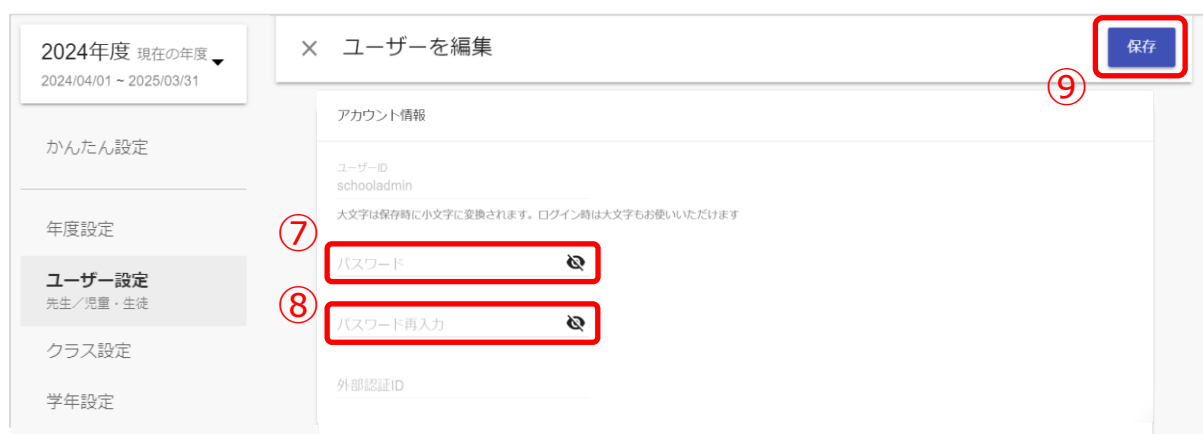 2024年度 現在の年度
2024/04/01 ~ 2025/03/31
かんたん設定
年度設定
ユーザー設定
先生／児童・生徒
クラス設定
学年設定
ユーザーを編集
保存
⑨
アカウント情報
ユーザーID
schooladmin
大文字は保存時に小文字に変換されます。ログイン時は大文字もお使いいただけます
⑦
パスワード
⑧
パスワード再入力
外部認証ID